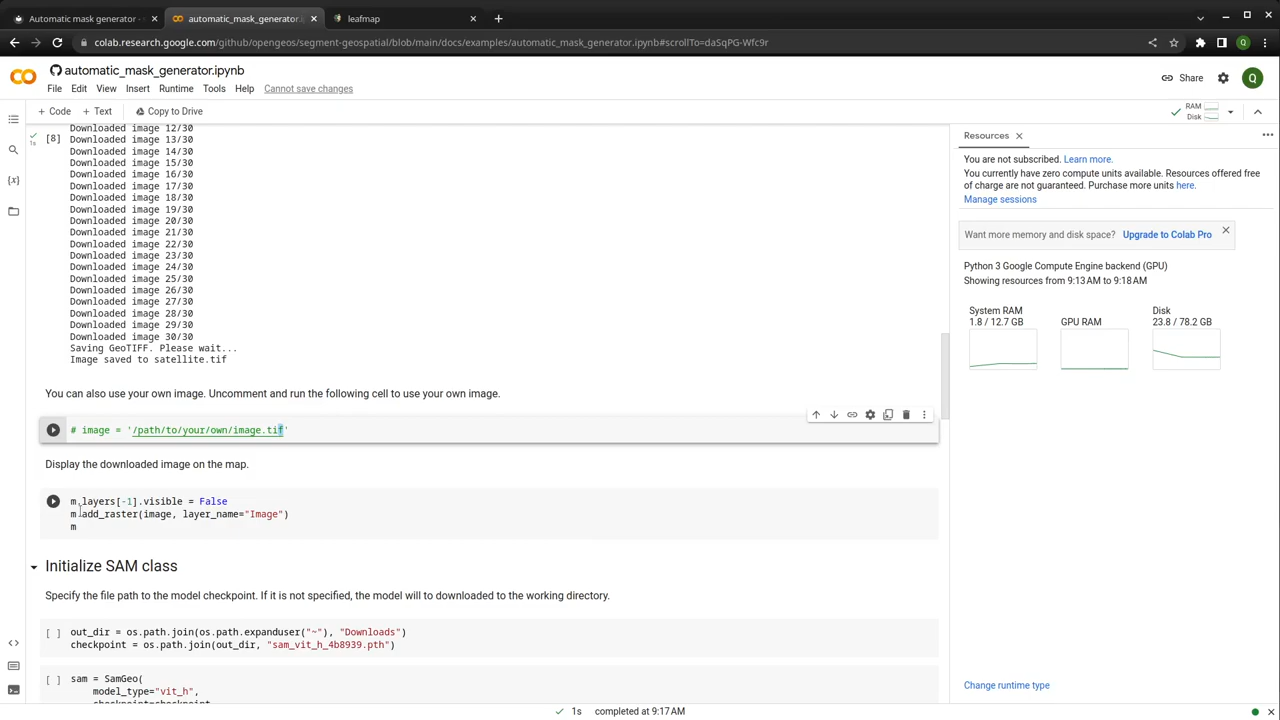 Automatic mask generator -
automatic_mask_generator.i
leafmap
colab.research.google.com/github/opengeos/segment-geospatial/blob/main/docs/examples/automatic_mask_generator.ipynb#scrollTo=daSqPG-Wfc9r
automatic_mask_generator.ipynb
File Edit View Insert Runtime Tools Help Cannot save changes
Share
Q
Q
+ Code + Text Copy to Drive
RAM
Disk
Downloaded image 12/30
[8] Downloaded image 13/30
1s
Downloaded image 14/30
Downloaded image 15/30
Downloaded image 16/30
Downloaded image 17/30
Downloaded image 18/30
Downloaded image 19/30
Downloaded image 20/30
Downloaded image 21/30
Downloaded image 22/30
Downloaded image 23/30
Downloaded image 24/30
Downloaded image 25/30
Downloaded image 26/30
Downloaded image 27/30
Downloaded image 28/30
Downloaded image 29/30
Downloaded image 30/30
Saving GeoTIFF. Please wait...
Image saved to satellite.tif
You can also use your own image. Uncomment and run the following cell to use your own image.
# image = '/path/to/your/own/image.tif'
Display the downloaded image on the map.
m.layers[-1].visible = False
m.add_raster(image, layer_name="Image")
m
Initialize SAM class
Specify the file path to the model checkpoint. If it is not specified, the model will to downloaded to the working directory.
[ ] out_dir = os.path.join(os.path.expanduser("~"), "Downloads")
checkpoint = os.path.join(out_dir, "sam_vit_h_4b8939.pth")
[ ] sam = SamGeo(
model_type="vit_h",
checkpoint=checkpoint,
Resources
You are not subscribed. Learn more.
You currently have zero compute units available. Resources offered free
of charge are not guaranteed. Purchase more units here.
Manage sessions
Want more memory and disk space? Upgrade to Colab Pro
Python 3 Google Compute Engine backend (GPU)
Showing resources from 9:13 AM to 9:18 AM
System RAM
1.8 / 12.7 GB
GPU RAM
Disk
23.8 / 78.2 GB
Change runtime type
1s completed at 9:17 AM